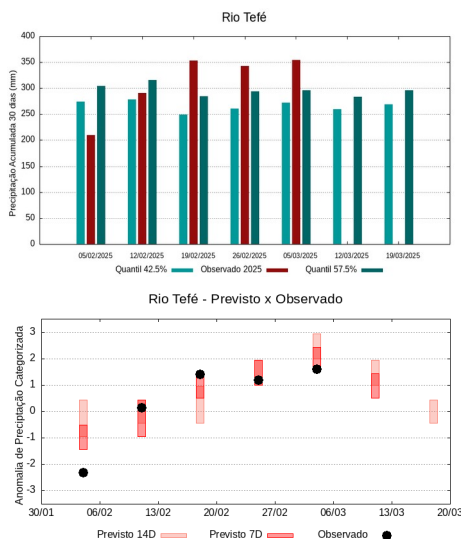 Rio Tefé
Precipitação Acumulada 30 dias (mm)
400
350
300
250
200
150
100
50
0
05/02/2025 12/02/2025 19/02/2025 26/02/2025 05/03/2025 12/03/2025 19/03/2025
Quantil 42.5% Observado 2025 Quantil 57.5%
Rio Tefé - Previsto x Observado
Anomalia de Preciptação Categorizada
3
2
1
0
-1
-2
-3
30/01 06/02 13/02 20/02 27/02 06/03 13/03 20/03
Previsto 14D Previsto 7D Observado